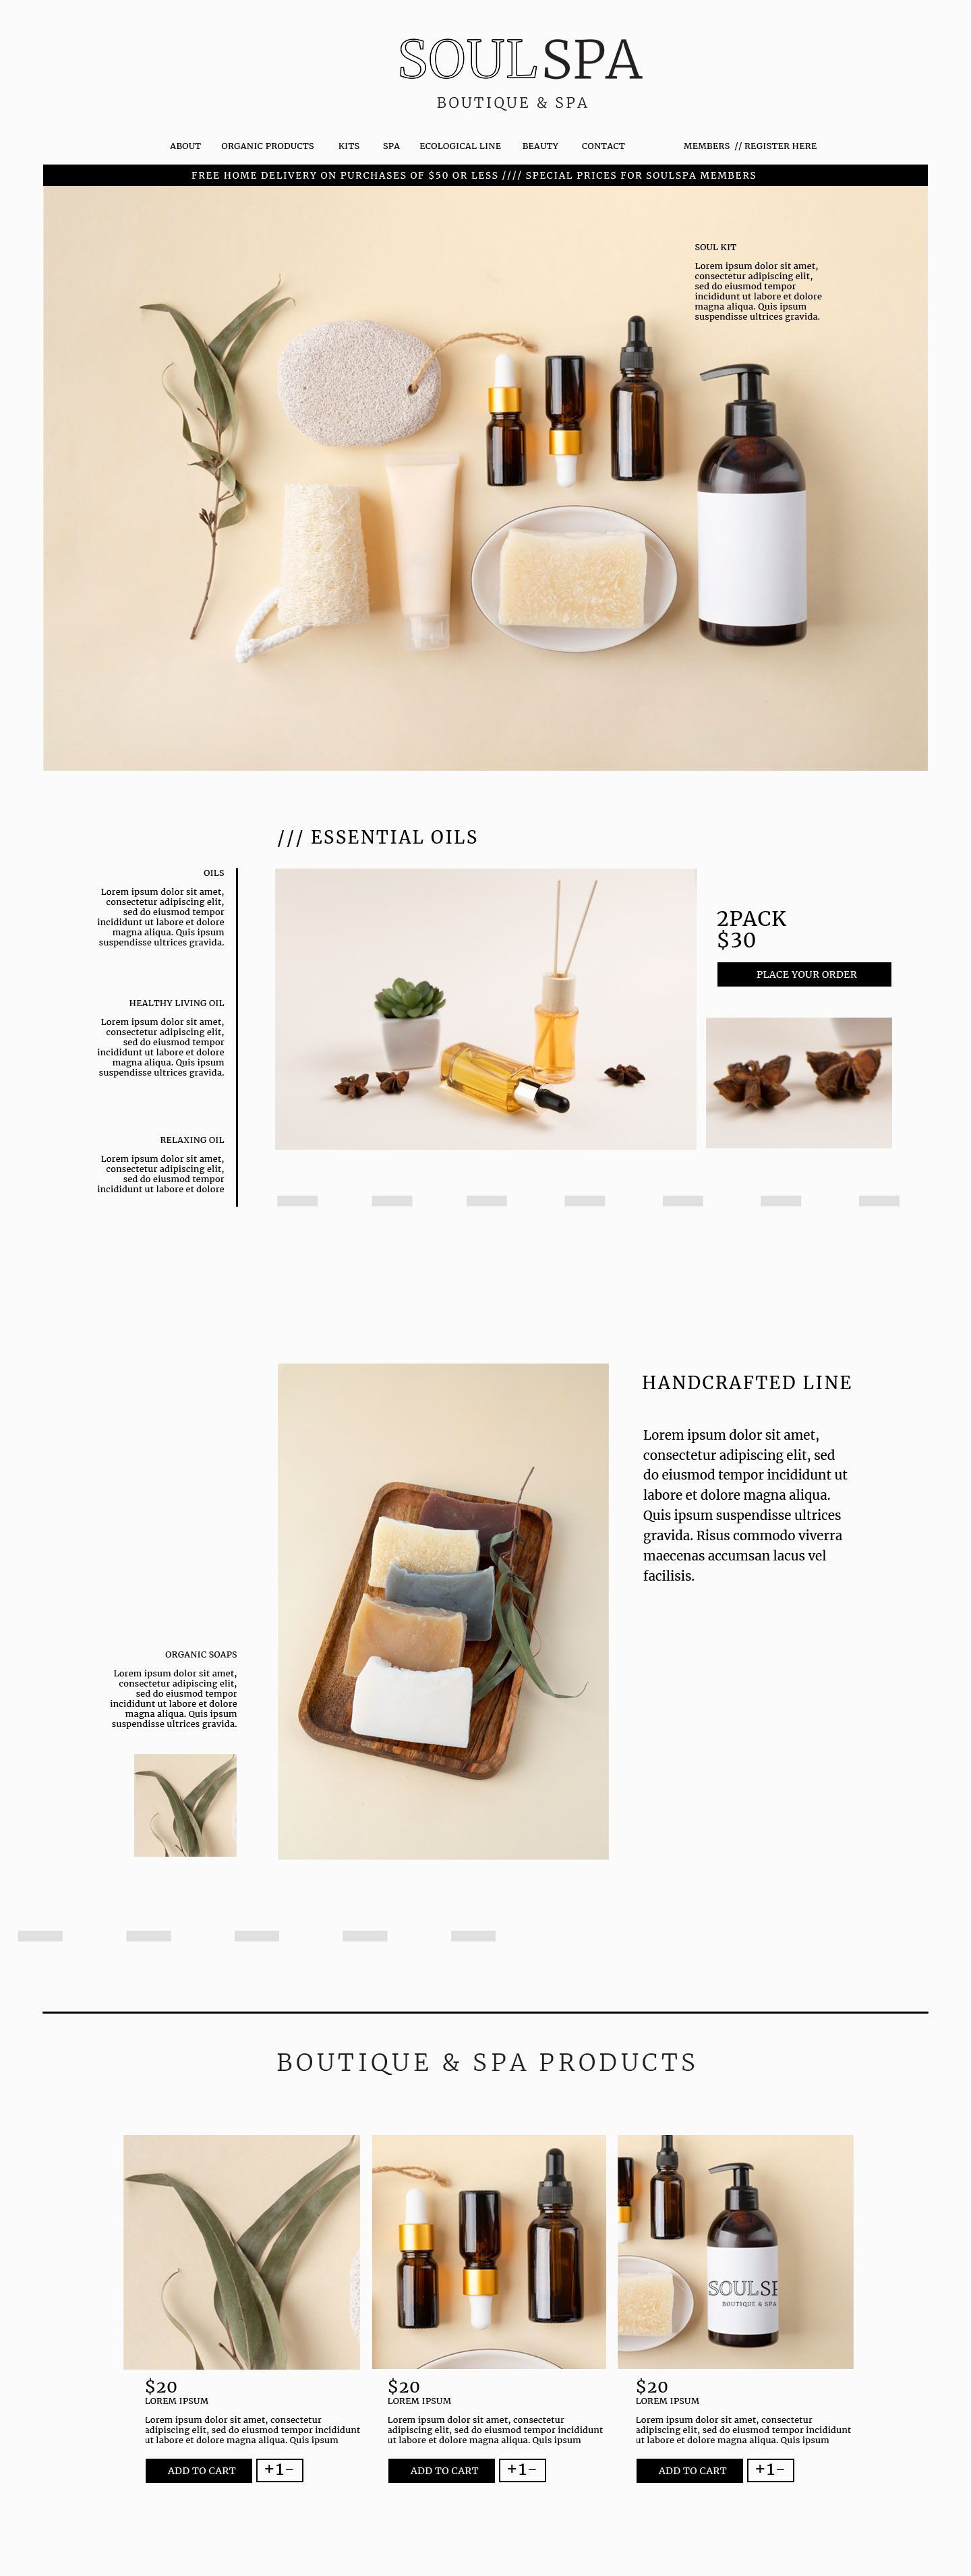 SOULSPA
BOUTIQUE & SPA
ABOUT ORGANIC PRODUCTS KITS SPA ECOLOGICAL LINE BEAUTY CONTACT MEMBERS // REGISTER HERE
FREE HOME DELIVERY ON PURCHASES OF $50 OR LESS //// SPECIAL PRICES FOR SOULSPA MEMBERS
SOUL KIT
Lorem ipsum dolor sit amet,
consectetur adipiscing elit,
sed do eiusmod tempor
incididunt ut labore et dolore
magna aliqua. Quis ipsum
suspendisse ultrices gravida.
/// ESSENTIAL OILS
OILS
Lorem ipsum dolor sit amet,
consectetur adipiscing elit,
sed do eiusmod tempor
incididunt ut labore et dolore
magna aliqua. Quis ipsum
suspendisse ultrices gravida.
HEALTHY LIVING OIL
Lorem ipsum dolor sit amet,
consectetur adipiscing elit,
sed do eiusmod tempor
incididunt ut labore et dolore
magna aliqua. Quis ipsum
suspendisse ultrices gravida.
RELAXING OIL
Lorem ipsum dolor sit amet,
consectetur adipiscing elit,
sed do eiusmod tempor
incididunt ut labore et dolore
2PACK
$30
PLACE YOUR ORDER
HANDCRAFTED LINE
Lorem ipsum dolor sit amet,
consectetur adipiscing elit, sed
do eiusmod tempor incididunt ut
labore et dolore magna aliqua.
Quis ipsum suspendisse ultrices
gravida. Risus commodo viverra
maecenas accumsan lacus vel
facilisis.
ORGANIC SOAPS
Lorem ipsum dolor sit amet,
consectetur adipiscing elit,
sed do eiusmod tempor
incididunt ut labore et dolore
magna aliqua. Quis ipsum
suspendisse ultrices gravida.
BOUTIQUE & SPA PRODUCTS
SOULSP
BOUTIQUE & SPA
$20
LOREM IPSUM
Lorem ipsum dolor sit amet, consectetur
adipiscing elit, sed do eiusmod tempor incididunt
ut labore et dolore magna aliqua. Quis ipsum
ADD TO CART +1−
$20
LOREM IPSUM
Lorem ipsum dolor sit amet, consectetur
adipiscing elit, sed do eiusmod tempor incididunt
ut labore et dolore magna aliqua. Quis ipsum
ADD TO CART +1−
$20
LOREM IPSUM
Lorem ipsum dolor sit amet, consectetur
adipiscing elit, sed do eiusmod tempor incididunt
ut labore et dolore magna aliqua. Quis ipsum
ADD TO CART +1−